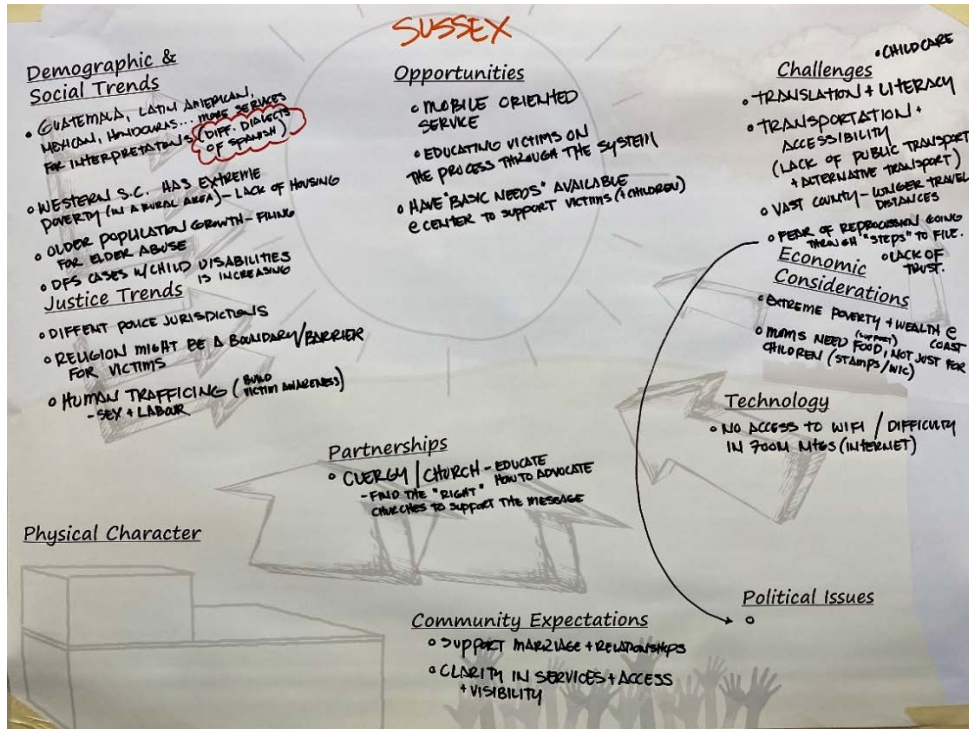 SUSSEX
Demographic &
Social Trends
• GUATEMALA, LATIN AMERICAN,
MEXICAN, HONDOURAS... MORE SERVICES
FOR INTERPRETATONS (DIFF. DIALECTS
OF SPANISH)
• WESTERN S.C. HAS EXTREME
POVERTY (IN A RURAL AREA) - LACK OF HOUSING
• OLDER POPULATION GROWTH - FILING
FOR ELDER ABUSE
• DFS CASES W/CHILD DISABILITIES
IS INCREASING
Justice Trends
• DIFFENT POLICE JURISDICTIONS
• RELIGION MIGHT BE A BOUNDARY/BARRIER
FOR VICTIMS
• HUMAN TRAFFICING (BUILD
VICTIM AWARENESS)
- SEX + LABOUR
Opportunities
• MOBILE ORIENTED
SERVICE
• EDUCATING VICTIMS ON
THE PROCESS THROUGH THE SYSTEM
• HAVE "BASIC NEEDS" AVAILABLE
@ CENTER TO SUPPORT VICTIMS (+ CHILDREN)
• CHILDCARE
Challenges
• TRANSLATION + LITERACY
• TRANSPORTATION +
ACCESSIBILITY
(LACK OF PUBLIC TRANSPORT
+ ALTERNATIVE TRANSPORT)
• VAST COUNTY - LONGER TRAVEL
DISTANCES
• FEAR OF REPROCESSION GOING
THROUGH "STEPS" TO FILE.
• LACK OF
TRUST.
Economic
Considerations
• EXTREME POVERTY + WEALTH @
COAST
• MOMS NEED FOOD (SUPPORT), NOT JUST FOR
CHILDREN (STAMPS/WIC)
Technology
• NO ACCESS TO WIFI / DIFFICULTY
IN ZOOM MTGS (INTERNET)
Partnerships
• CLERGY / CHURCH - EDUCATE
HOW TO ADVOCATE
- FIND THE "RIGHT"
CHURCHES TO SUPPORT THE MESSAGE
Physical Character
Community Expectations
• SUPPORT MARRIAGE + RELATIONSHIPS
• CLARITY IN SERVICES + ACCESS
+ VISIBILITY
Political Issues